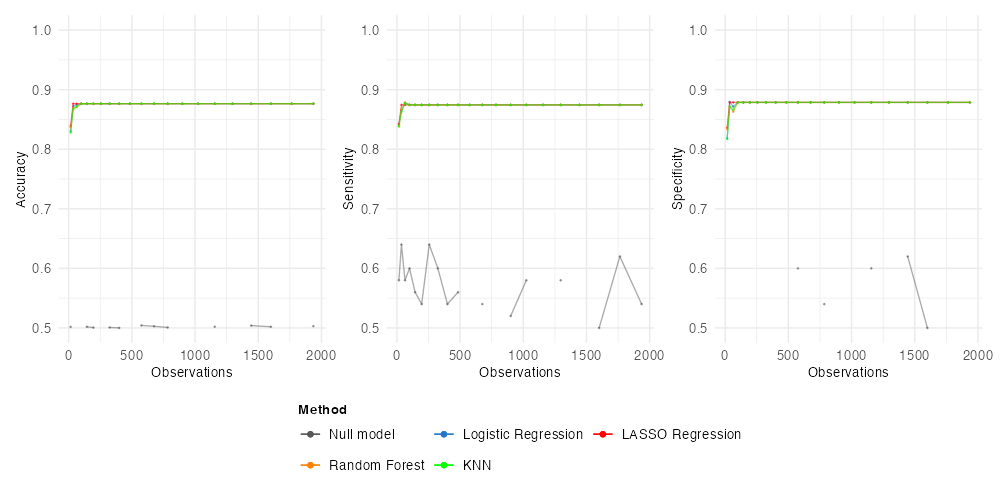 1.0 1.0 1.0
0.9 0.9 0.9
0.8 0.8 0.8
Accuracy Sensitivity Specificity
0.7 0.7 0.7
0.6 0.6 0.6
0.5 0.5 0.5
0 500 1000 1500 2000 0 500 1000 1500 2000 0 500 1000 1500 2000
Observations Observations Observations
Method
Null model Logistic Regression LASSO Regression
Random Forest KNN